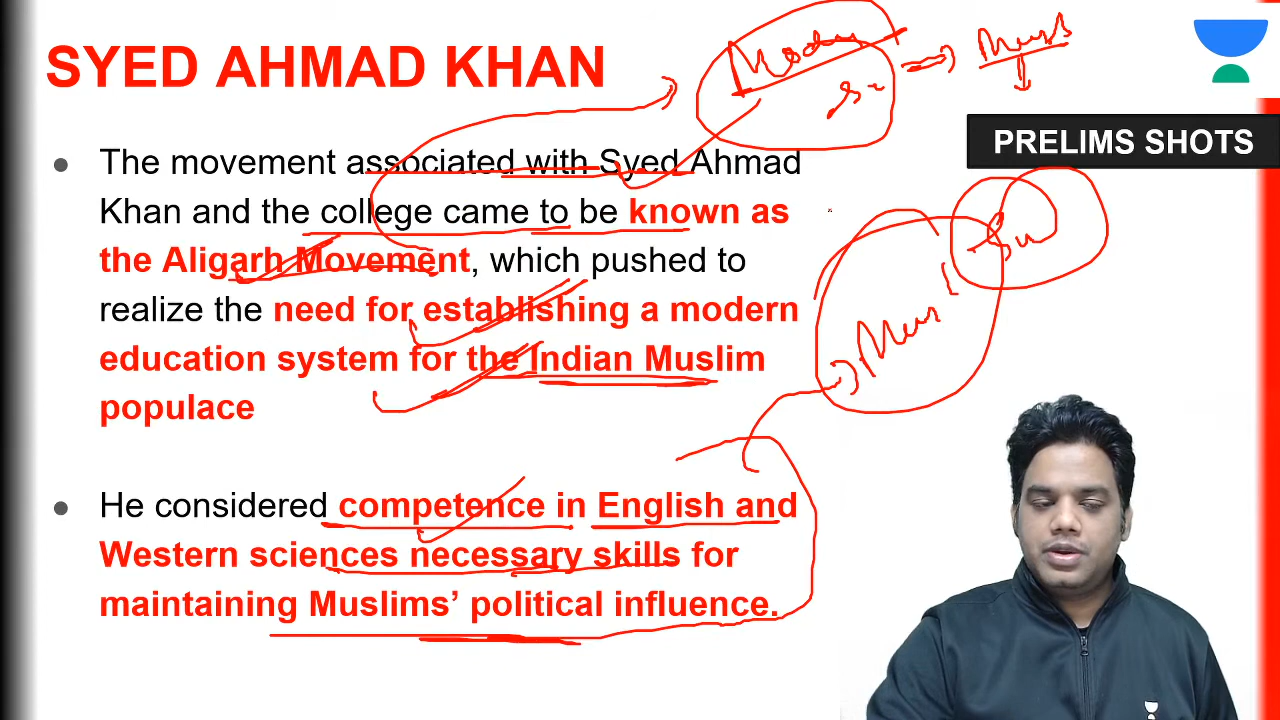 SYED AHMAD KHAN
PRELIMS SHOTS
● The movement associated with Syed Ahmad
Khan and the college came to be known as
the Aligarh Movement, which pushed to
realize the need for establishing a modern
education system for the Indian Muslim
populace
● He considered competence in English and
Western sciences necessary skills for
maintaining Muslims’ political influence.